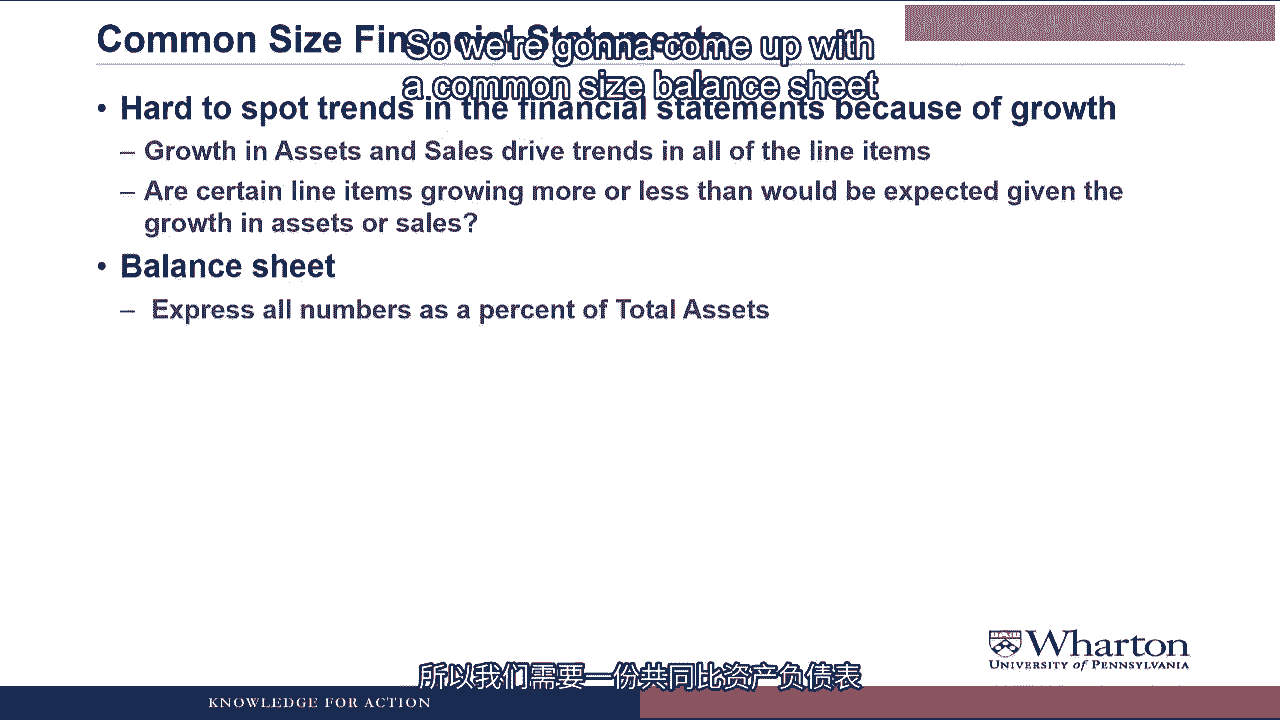 Common Size Financial Statements
So we're gonna come up with
a common size balance sheet
• Hard to spot trends in the financial statements because of growth
– Growth in Assets and Sales drive trends in all of the line items
– Are certain line items growing more or less than would be expected given the
growth in assets or sales?
• Balance sheet
– Express all numbers as a percent of Total Assets
Wharton
UNIVERSITY of PENNSYLVANIA
所以我们需要一份共同比资产负债表
KNOWLEDGE FOR ACTION